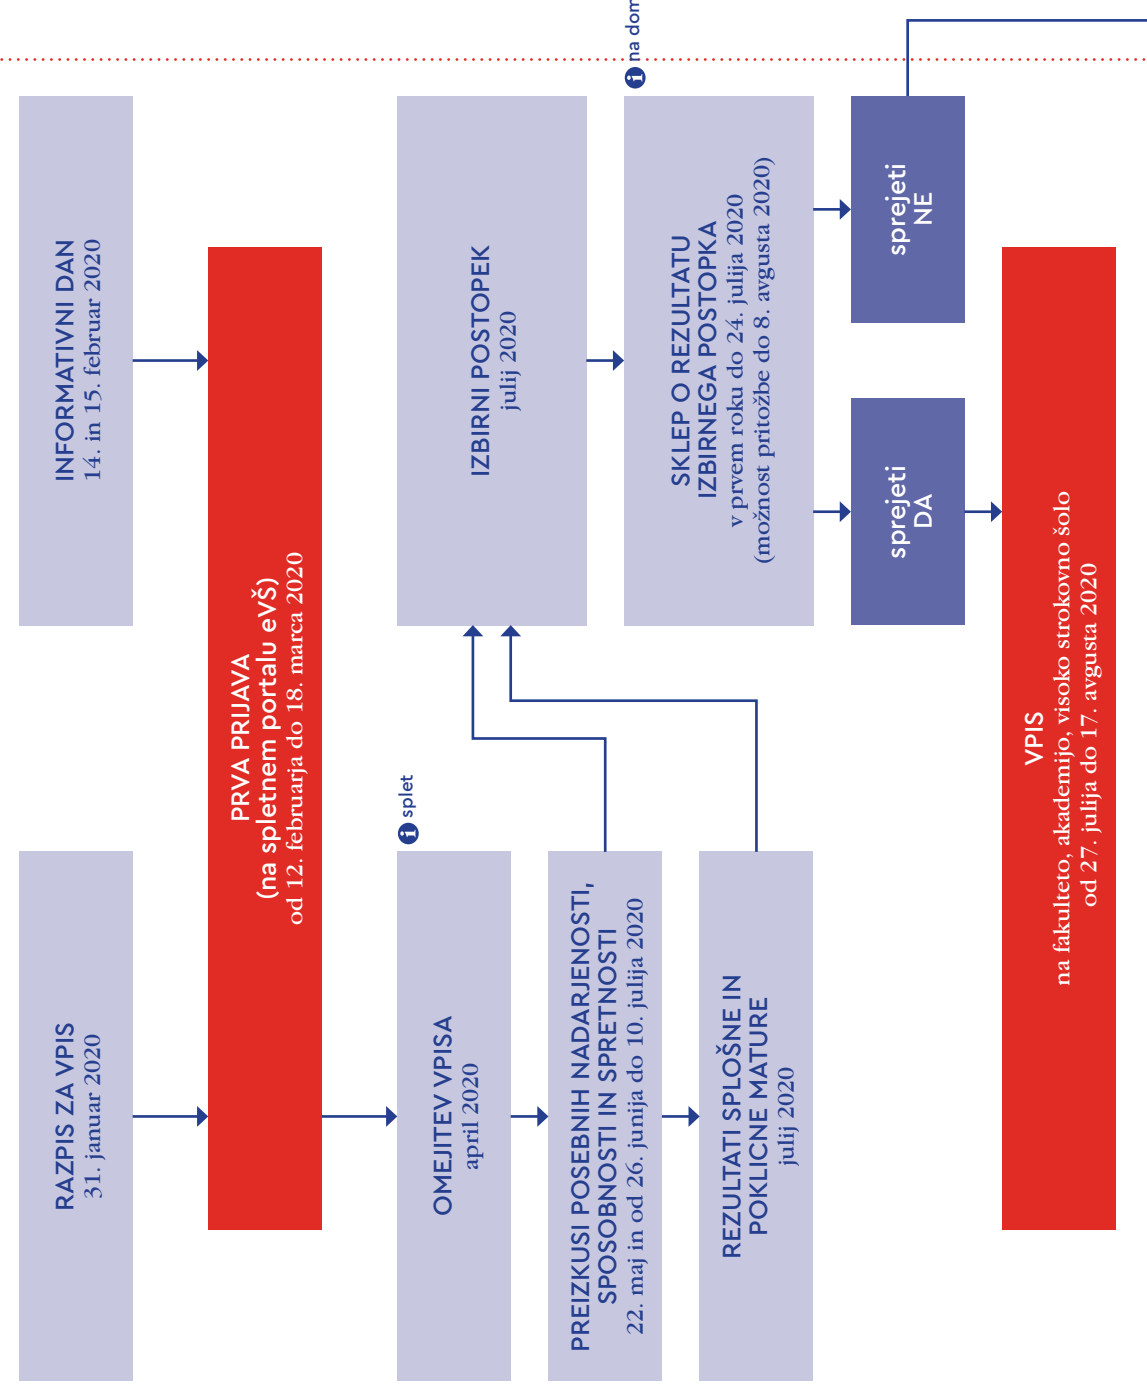 RAZPIS ZA VPIS
31. januar 2020
INFORMATIVNI DAN
14. in 15. februar 2020
PRVA PRIJAVA
(na spletnem portalu eVŠ)
od 12. februarja do 18. marca 2020
i splet
OMEJITEV VPISA
april 2020
PREIZKUSI POSEBNIH NADARJENOSTI,
SPOSOBNOSTI IN SPRETNOSTI
22. maj in od 26. junija do 10. julija 2020
REZULTATI SPLOŠNE IN
POKLICNE MATURE
julij 2020
IZBIRNI POSTOPEK
julij 2020
i na dom
SKLEP O REZULTATU
IZBIRNEGA POSTOPKA
v prvem roku do 24. julija 2020
(možnost pritožbe do 8. avgusta 2020)
sprejeti
DA
sprejeti
NE
VPIS
na fakulteto, akademijo, visoko strokovno šolo
od 27. julija do 17. avgusta 2020